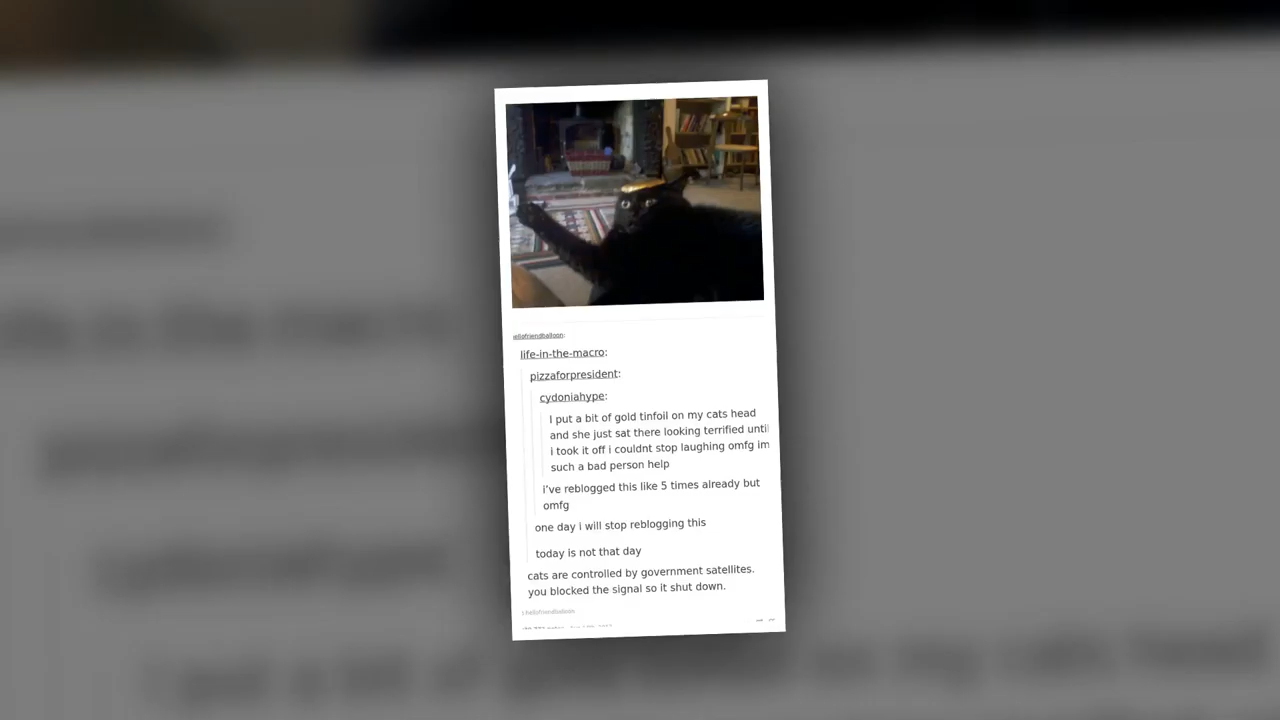 hellofriendballoon:
life-in-the-macro:
pizzaforpresident:
cydoniahype:
I put a bit of gold tinfoil on my cats head
and she just sat there looking terrified until
i took it off i couldnt stop laughing omfg im
such a bad person help
i've reblogged this like 5 times already but
omfg
one day i will stop reblogging this
today is not that day
cats are controlled by government satellites.
you blocked the signal so it shut down.
hellofriendballoon